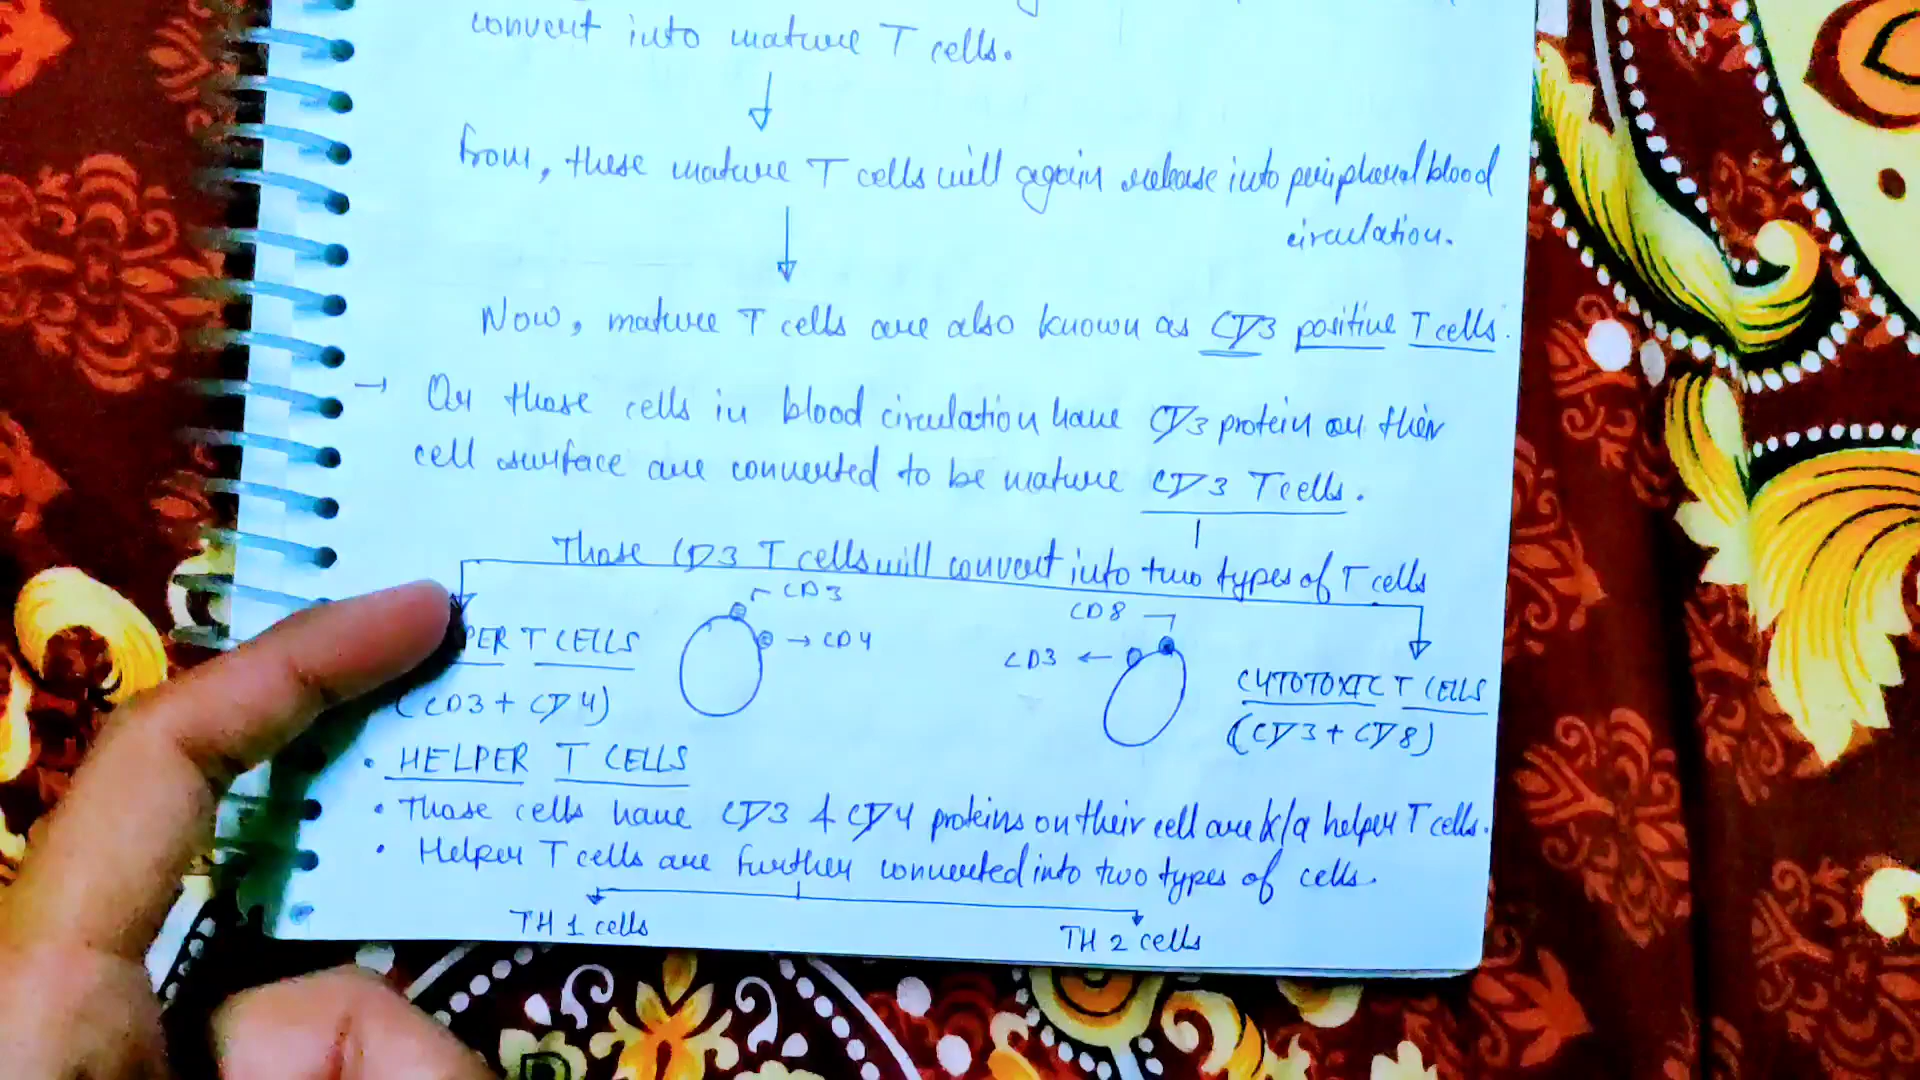 convert into mature T cells.
From, these mature T cells will again release into peripheral blood
circulation.
Now, mature T cells are also known as CD3 positive T cells.
→ Or those cells in blood circulation have CD3 protein on their
cell surface are converted to be mature CD3 T cells.
Those CD3 T cells will convert into two types of T cells
CD3
CD8
PER T CELLS
→ CD4
CD3 ←
CYTOTOXIC T CELLS
(CD3 + CD4)
(CD3 + CD8)
• HELPER T CELLS
• Those cells have CD3 & CD4 proteins on their cell are k/a helper T cells.
• Helper T cells are further converted into two types of cells.
TH 1 cells
TH 2 cells